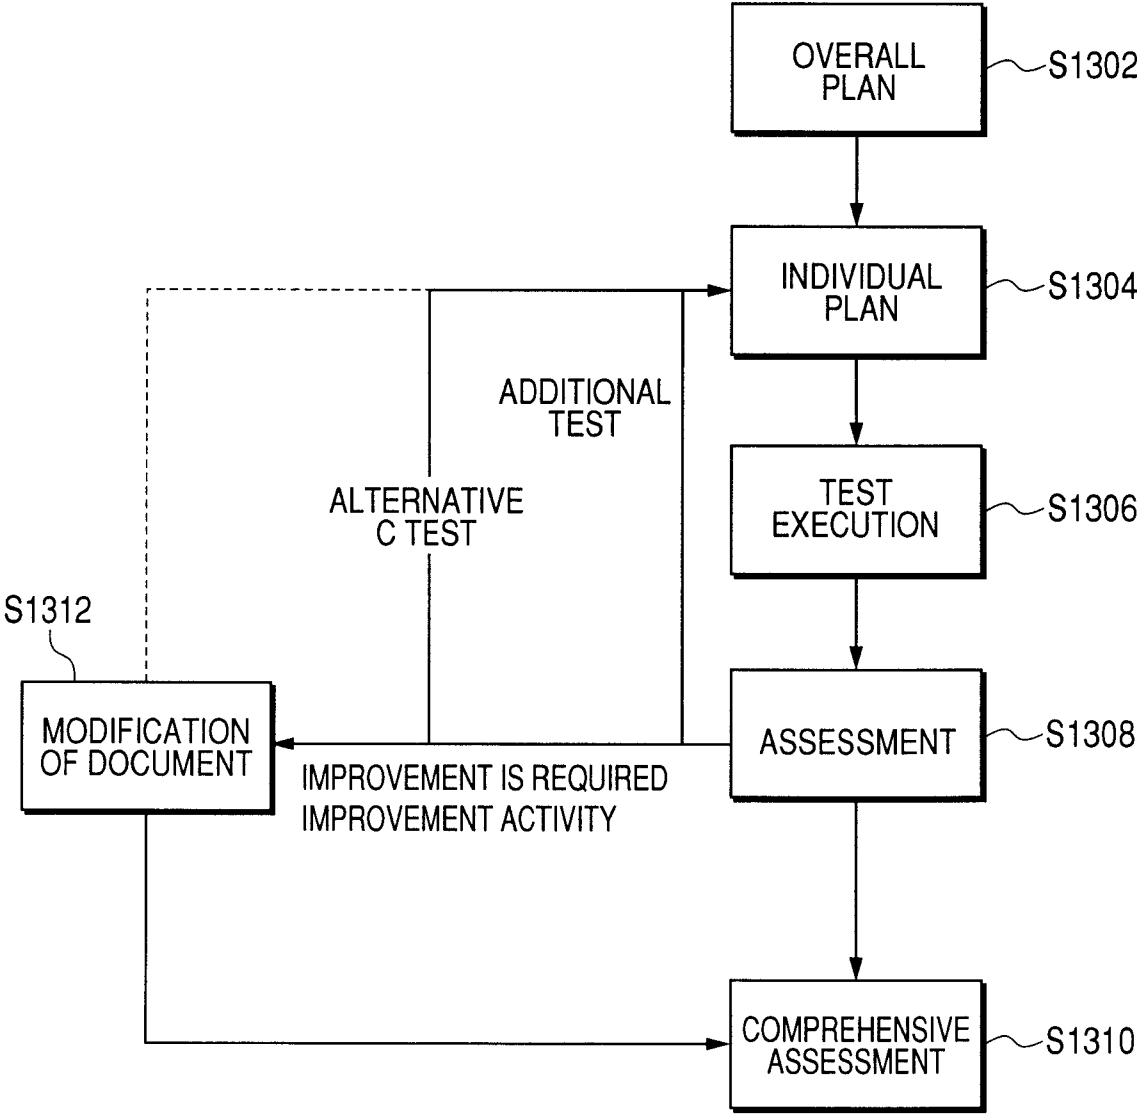 OVERALL
PLAN
S1302
INDIVIDUAL
PLAN
S1304
ADDITIONAL
TEST
ALTERNATIVE
C TEST
TEST
EXECUTION
S1306
S1312
MODIFICATION
OF DOCUMENT
ASSESSMENT
S1308
IMPROVEMENT IS REQUIRED
IMPROVEMENT ACTIVITY
COMPREHENSIVE
ASSESSMENT
S1310